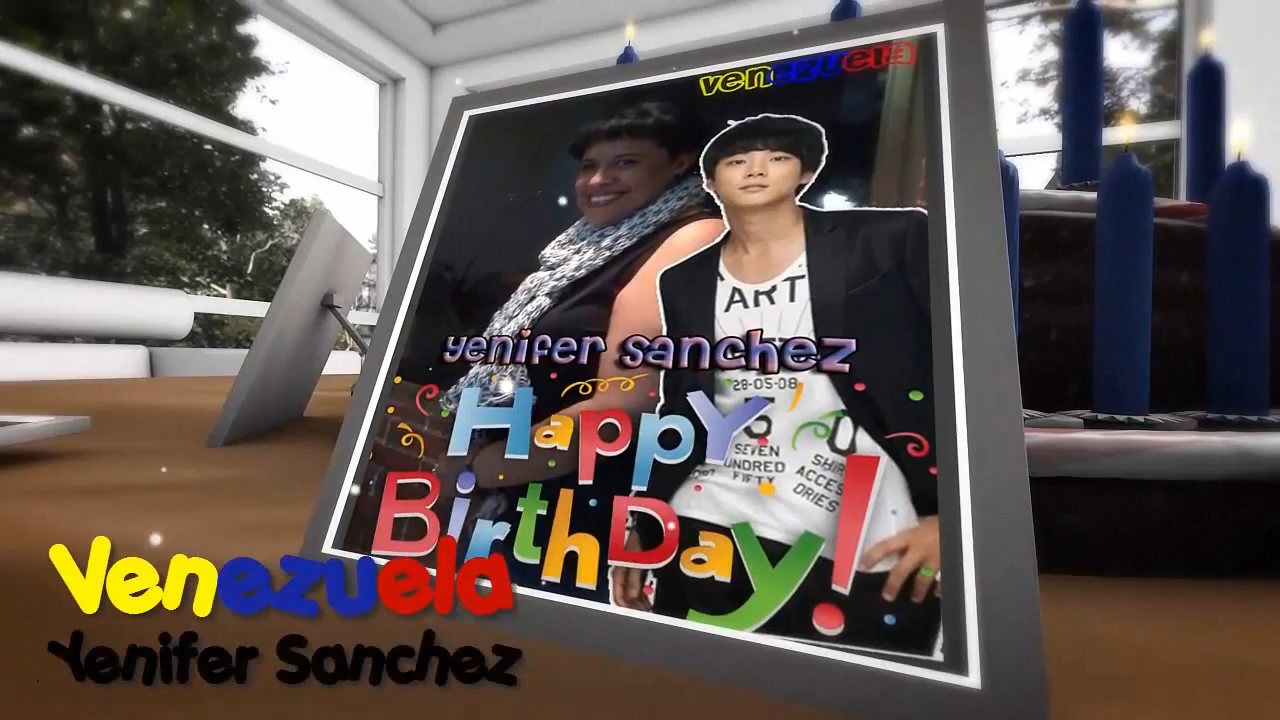 venezuela
yenifer sanchez
Happy
BirthDay!
ART
28-05-08
SEVEN
UNDRED
FIFTY
SHIR
ACCES
DRIES
Venezuela
Yenifer Sanchez